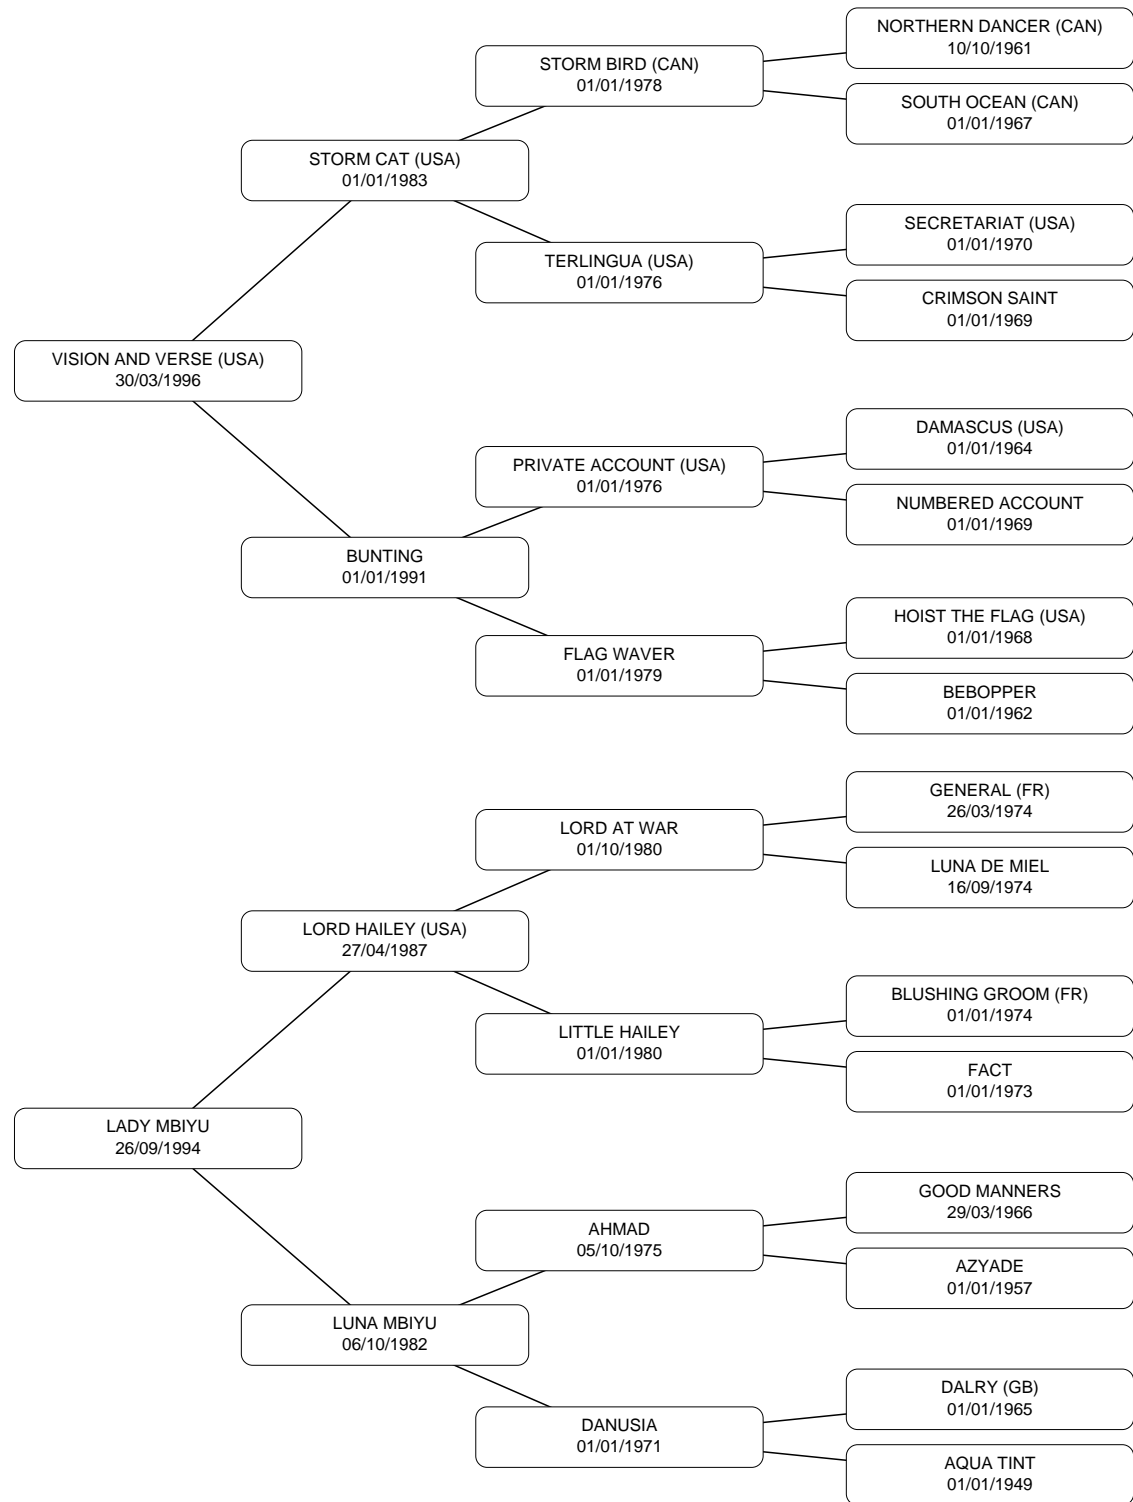 NORTHERN DANCER (CAN)
10/10/1961
STORM BIRD (CAN)
01/01/1978
SOUTH OCEAN (CAN)
01/01/1967
STORM CAT (USA)
01/01/1983
SECRETARIAT (USA)
01/01/1970
TERLINGUA (USA)
01/01/1976
CRIMSON SAINT
01/01/1969
VISION AND VERSE (USA)
30/03/1996
DAMASCUS (USA)
01/01/1964
PRIVATE ACCOUNT (USA)
01/01/1976
NUMBERED ACCOUNT
01/01/1969
BUNTING
01/01/1991
HOIST THE FLAG (USA)
01/01/1968
FLAG WAVER
01/01/1979
BEBOPPER
01/01/1962
GENERAL (FR)
26/03/1974
LORD AT WAR
01/10/1980
LUNA DE MIEL
16/09/1974
LORD HAILEY (USA)
27/04/1987
BLUSHING GROOM (FR)
01/01/1974
LITTLE HAILEY
01/01/1980
FACT
01/01/1973
LADY MBIYU
26/09/1994
GOOD MANNERS
29/03/1966
AHMAD
05/10/1975
AZYADE
01/01/1957
LUNA MBIYU
06/10/1982
DALRY (GB)
01/01/1965
DANUSIA
01/01/1971
AQUA TINT
01/01/1949